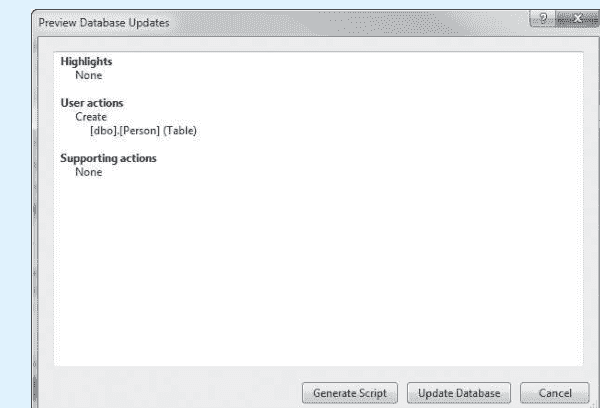 Preview Database Updates
?
Highlights
None
User actions
Create
[dbo].[Person] (Table)
Supporting actions
None
Generate Script Update Database Cancel